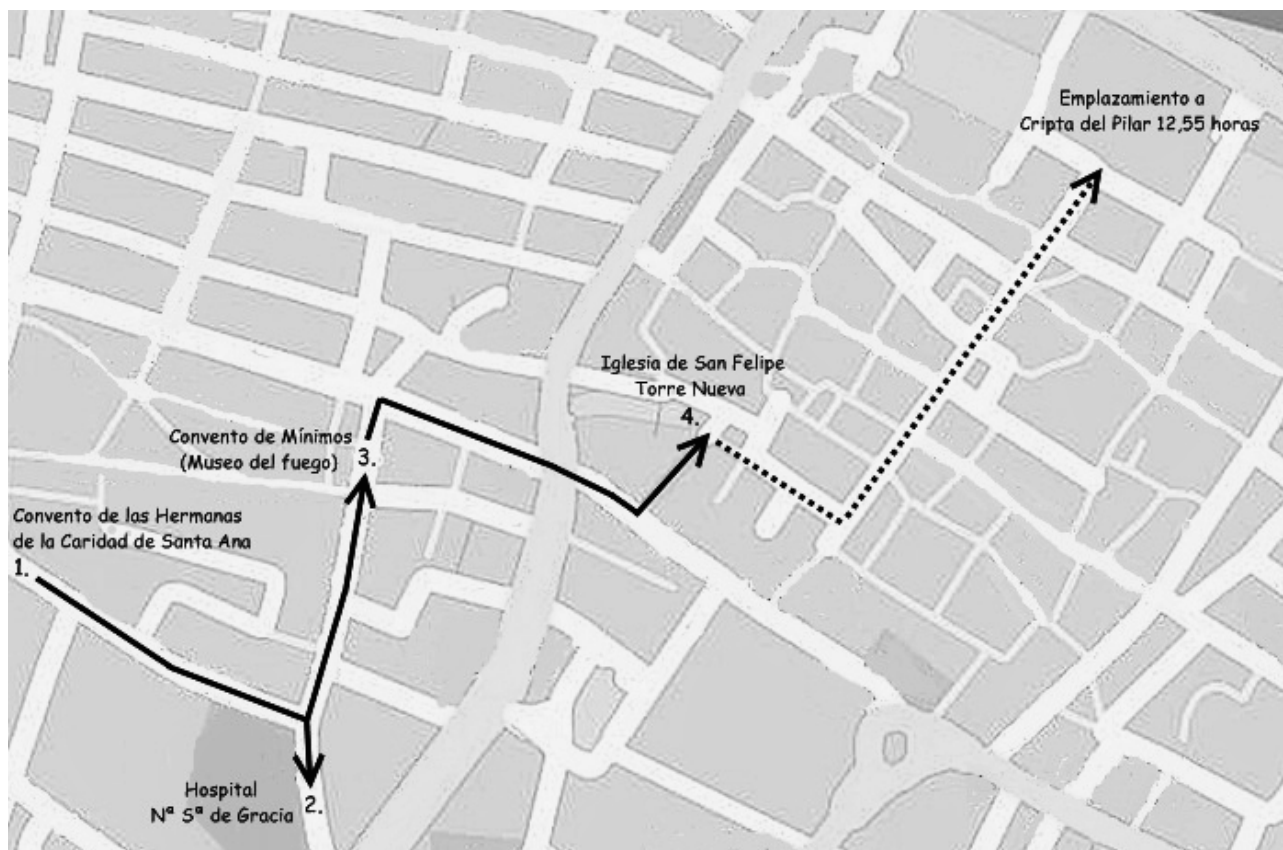 Emplazamiento a
Cripta del Pilar 12,55 horas
Iglesia de San Felipe
Torre Nueva
4.
Convento de Mínimos
(Museo del fuego)
3.
Convento de las Hermanas
de la Caridad de Santa Ana
1.
Hospital
Nª Sª de Gracia
2.